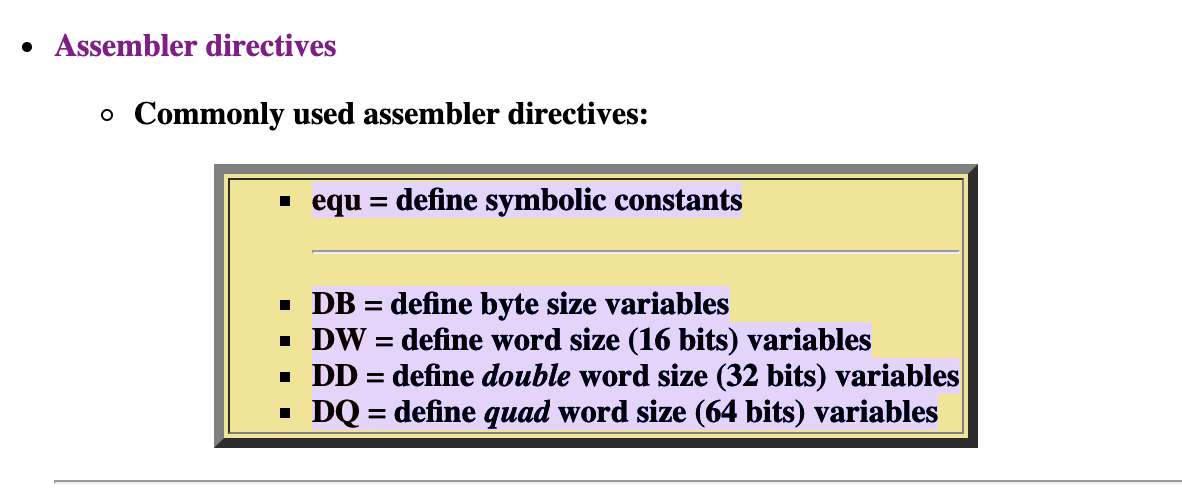 Assembler directives
Commonly used assembler directives:
equ = define symbolic constants
DB = define byte size variables
DW = define word size (16 bits) variables
DD = define double word size (32 bits) variables
DQ = define quad word size (64 bits) variables